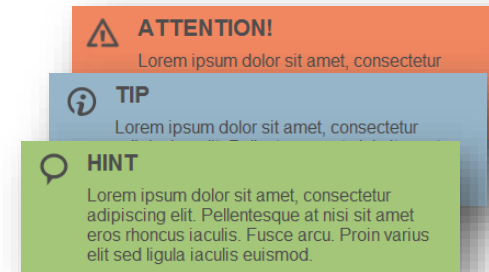 ATTENTION!
Lorem ipsum dolor sit amet, consectetur
TIP
Lorem ipsum dolor sit amet, consectetur
HINT
Lorem ipsum dolor sit amet, consectetur
adipiscing elit. Pellentesque at nisi sit amet
eros rhoncus iaculis. Fusce arcu. Proin varius
elit sed ligula iaculis euismod.